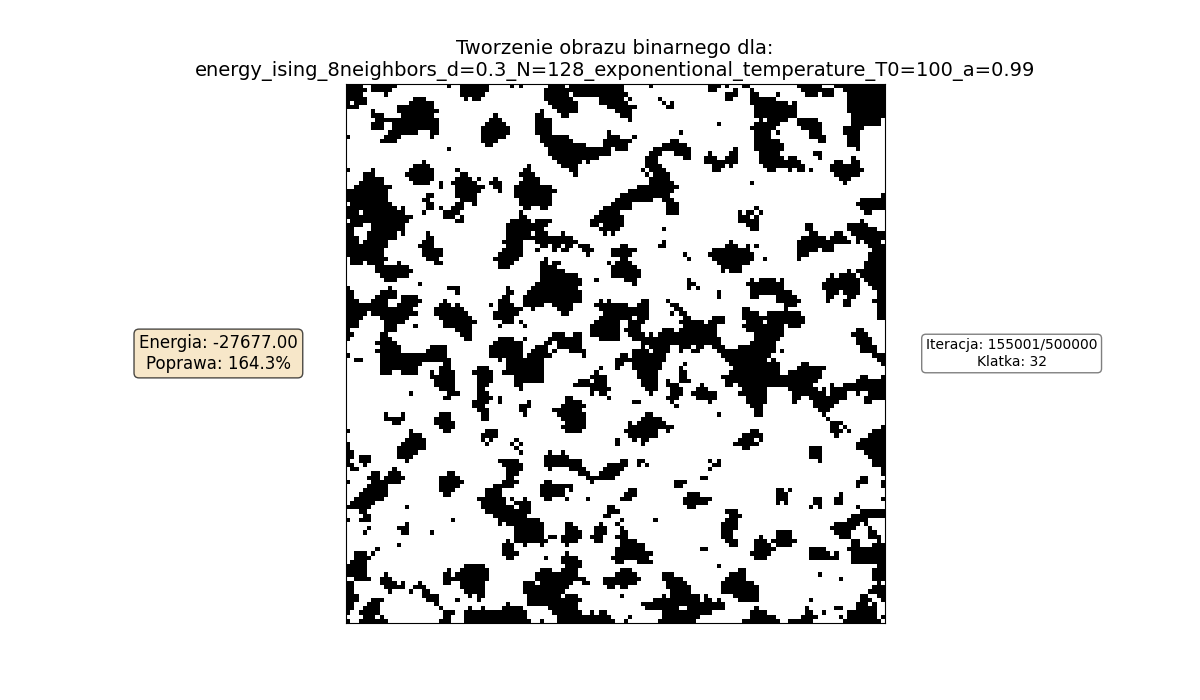 Tworzenie obrazu binarnego dla:
energy_ising_8neighbors_d=0.3_N=128_exponentional_temperature_T0=100_a=0.99
Energia: -27677.00
Poprawa: 164.3%
Iteracja: 155001/500000
Klatka: 32